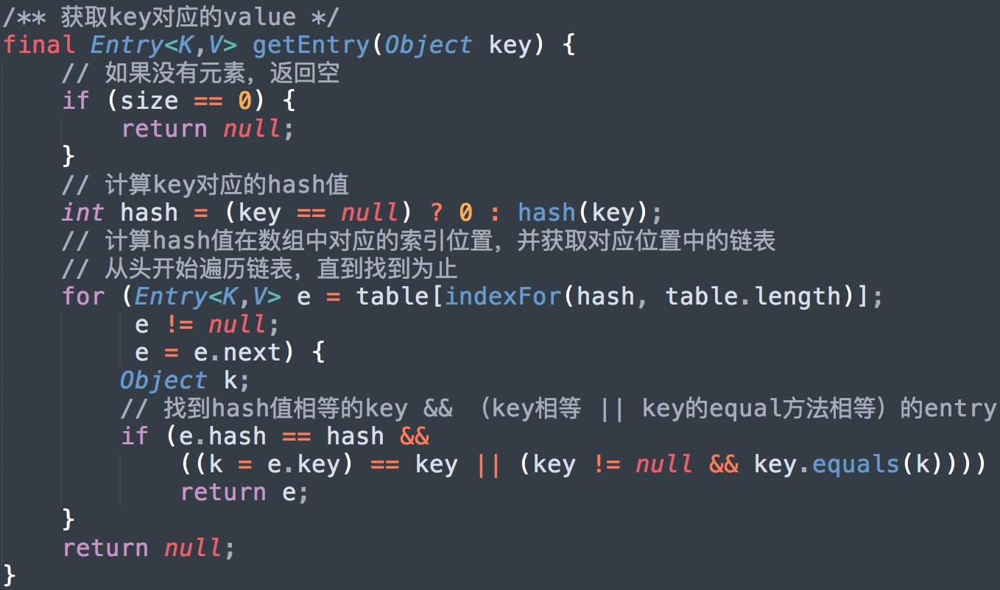 /** 获取key对应的value */
final Entry<K,V> getEntry(Object key) {
    // 如果没有元素，返回空
    if (size == 0) {
        return null;
    }
    // 计算key对应的hash值
    int hash = (key == null) ? 0 : hash(key);
    // 计算hash值在数组中对应的索引位置，并获取对应位置中的链表
    // 从头开始遍历链表，直到找到为止
    for (Entry<K,V> e = table[indexFor(hash, table.length)];
         e != null;
         e = e.next) {
        Object k;
        // 找到hash值相等的key && （key相等 || key的equal方法相等）的entry
        if (e.hash == hash &&
            ((k = e.key) == key || (key != null && key.equals(k))))
            return e;
    }
    return null;
}